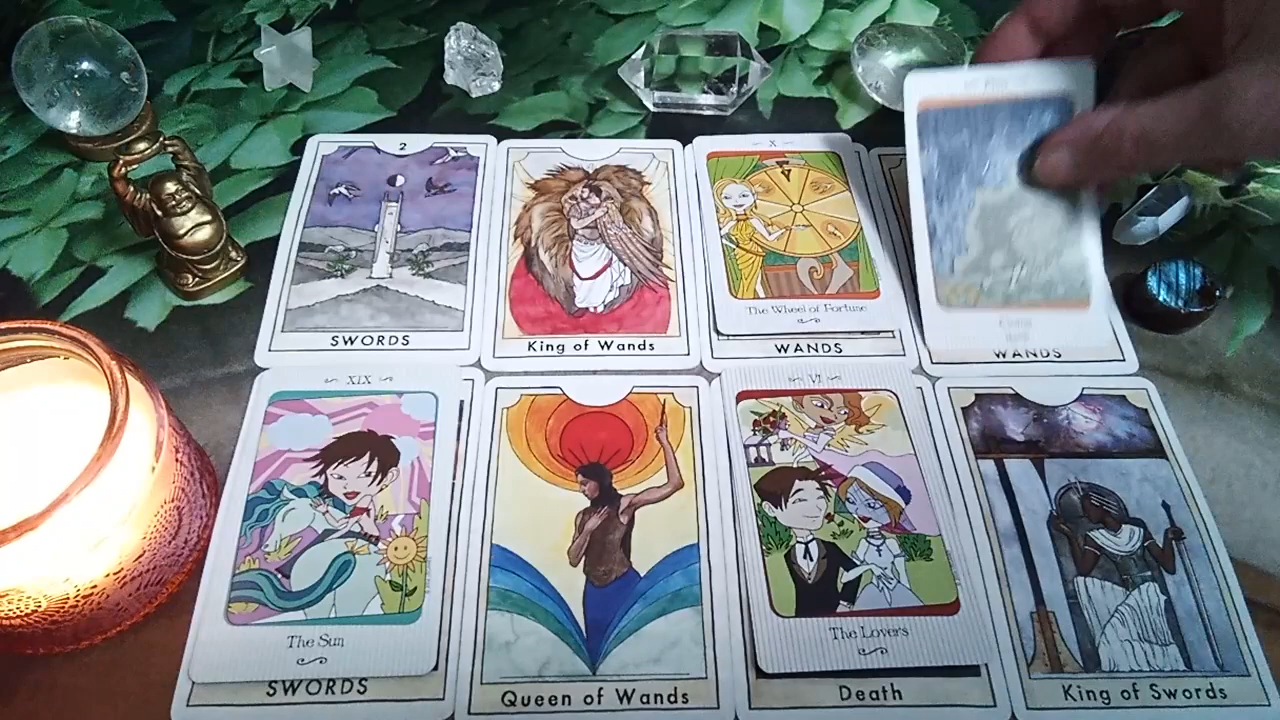 2
SWORDS
King of Wands
X
The Wheel of Fortune
WANDS
WANDS
XIX
The Sun
SWORDS
Queen of Wands
VI
The Lovers
Death
King of Swords